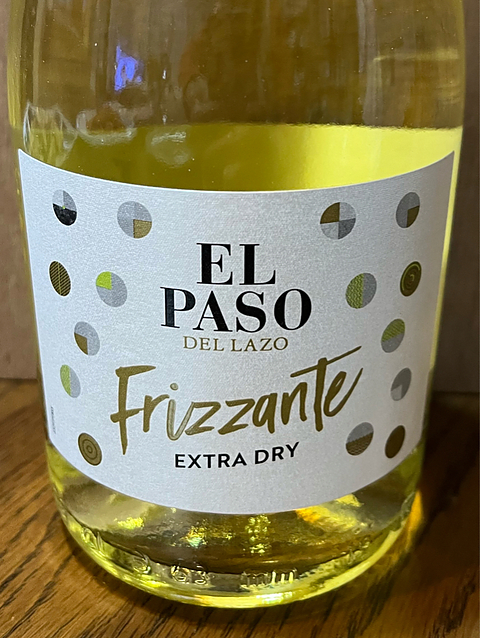 EL
PASO
DEL LAZO
Frizzante
EXTRA DRY